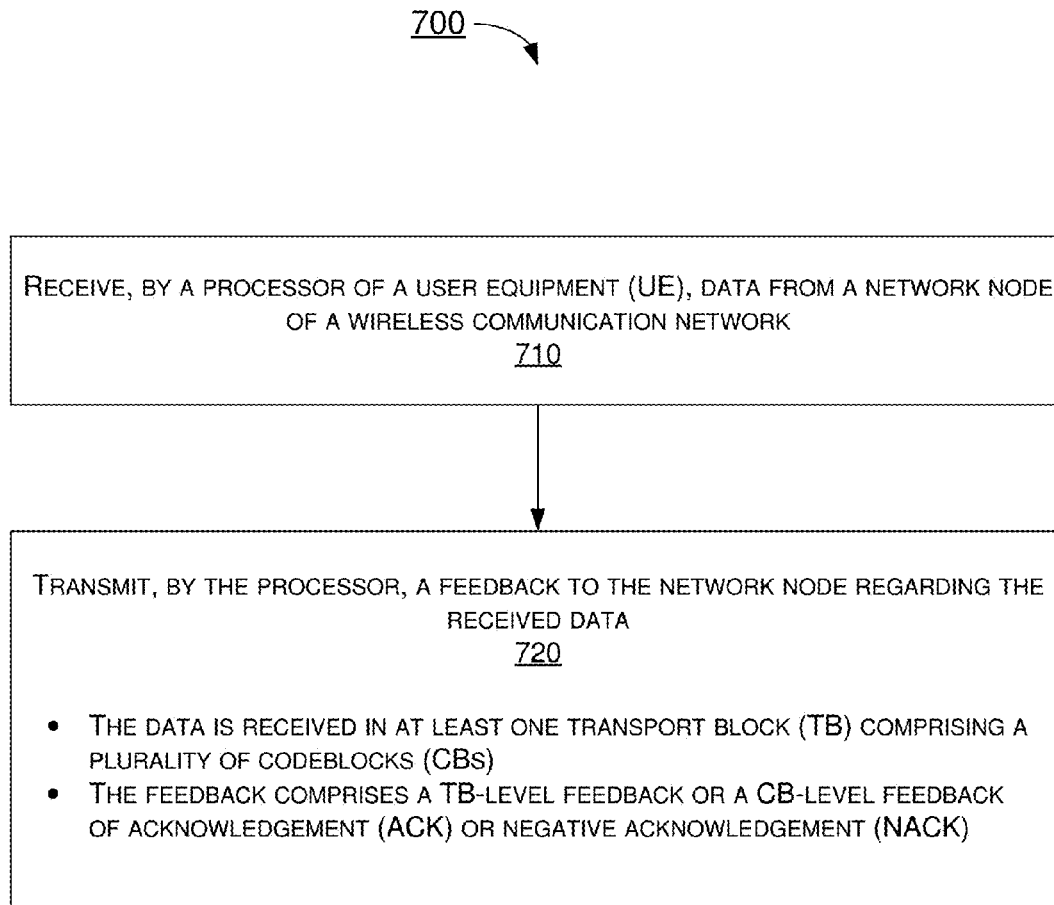 700
RECEIVE, BY A PROCESSOR OF A USER EQUIPMENT (UE), DATA FROM A NETWORK NODE
OF A WIRELESS COMMUNICATION NETWORK
710
TRANSMIT, BY THE PROCESSOR, A FEEDBACK TO THE NETWORK NODE REGARDING THE
RECEIVED DATA
720
• THE DATA IS RECEIVED IN AT LEAST ONE TRANSPORT BLOCK (TB) COMPRISING A
PLURALITY OF CODEBLOCKS (CBS)
• THE FEEDBACK COMPRISES A TB-LEVEL FEEDBACK OR A CB-LEVEL FEEDBACK
OF ACKNOWLEDGEMENT (ACK) OR NEGATIVE ACKNOWLEDGEMENT (NACK)